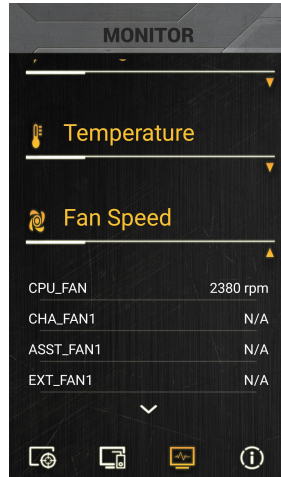 MONITOR
Temperature
Fan Speed
CPU_FAN 2380 rpm
CHA_FAN1 N/A
ASST_FAN1 N/A
EXT_FAN1 N/A